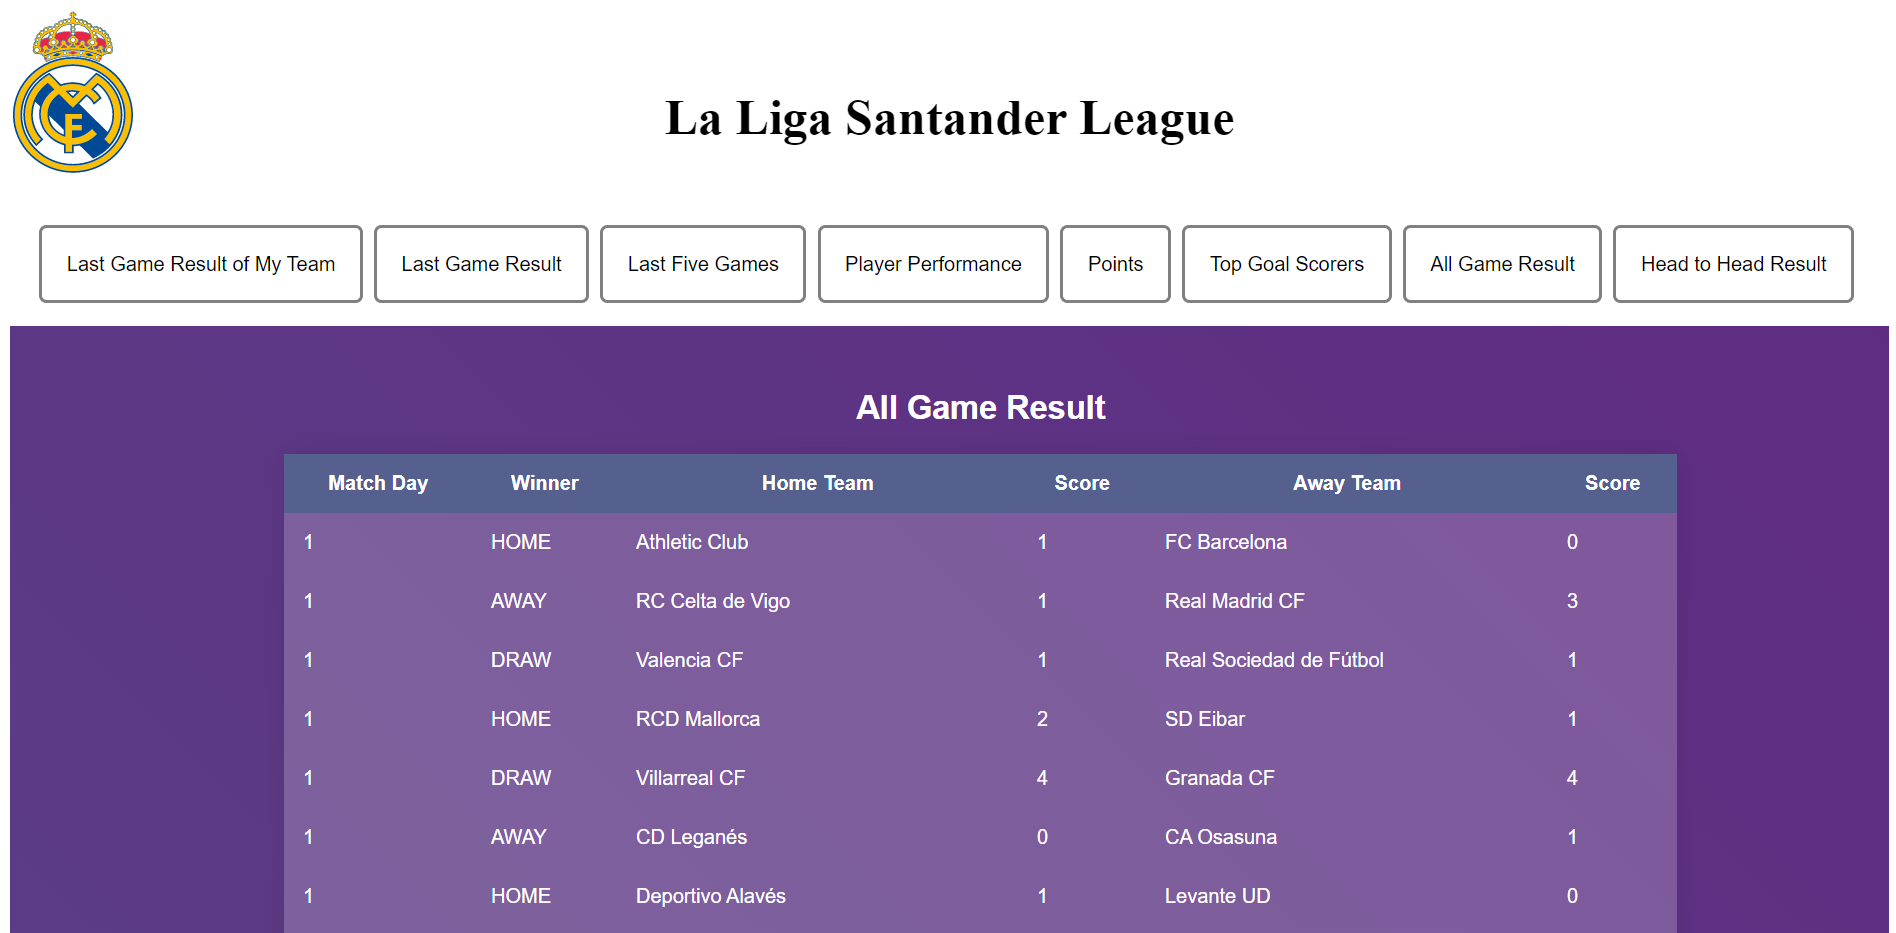 La Liga Santander League
Last Game Result of My Team Last Game Result Last Five Games Player Performance Points Top Goal Scorers All Game Result Head to Head Result
All Game Result
Match Day Winner Home Team Score Away Team Score
1 HOME Athletic Club 1 FC Barcelona 0
1 AWAY RC Celta de Vigo 1 Real Madrid CF 3
1 DRAW Valencia CF 1 Real Sociedad de Fútbol 1
1 HOME RCD Mallorca 2 SD Eibar 1
1 DRAW Villarreal CF 4 Granada CF 4
1 AWAY CD Leganés 0 CA Osasuna 1
1 HOME Deportivo Alavés 1 Levante UD 0